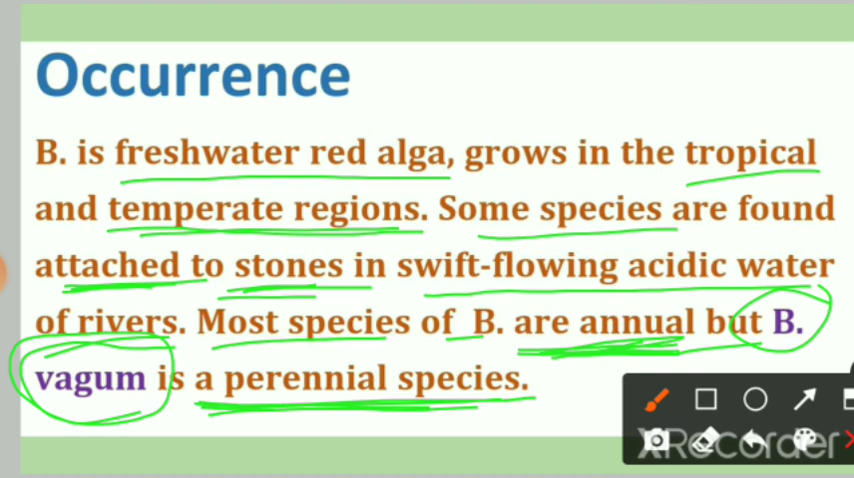 Occurrence
B. is freshwater red alga, grows in the tropical
and temperate regions. Some species are found
attached to stones in swift-flowing acidic water
of rivers. Most species of B. are annual but B.
vagum is a perennial species.
XRecorder